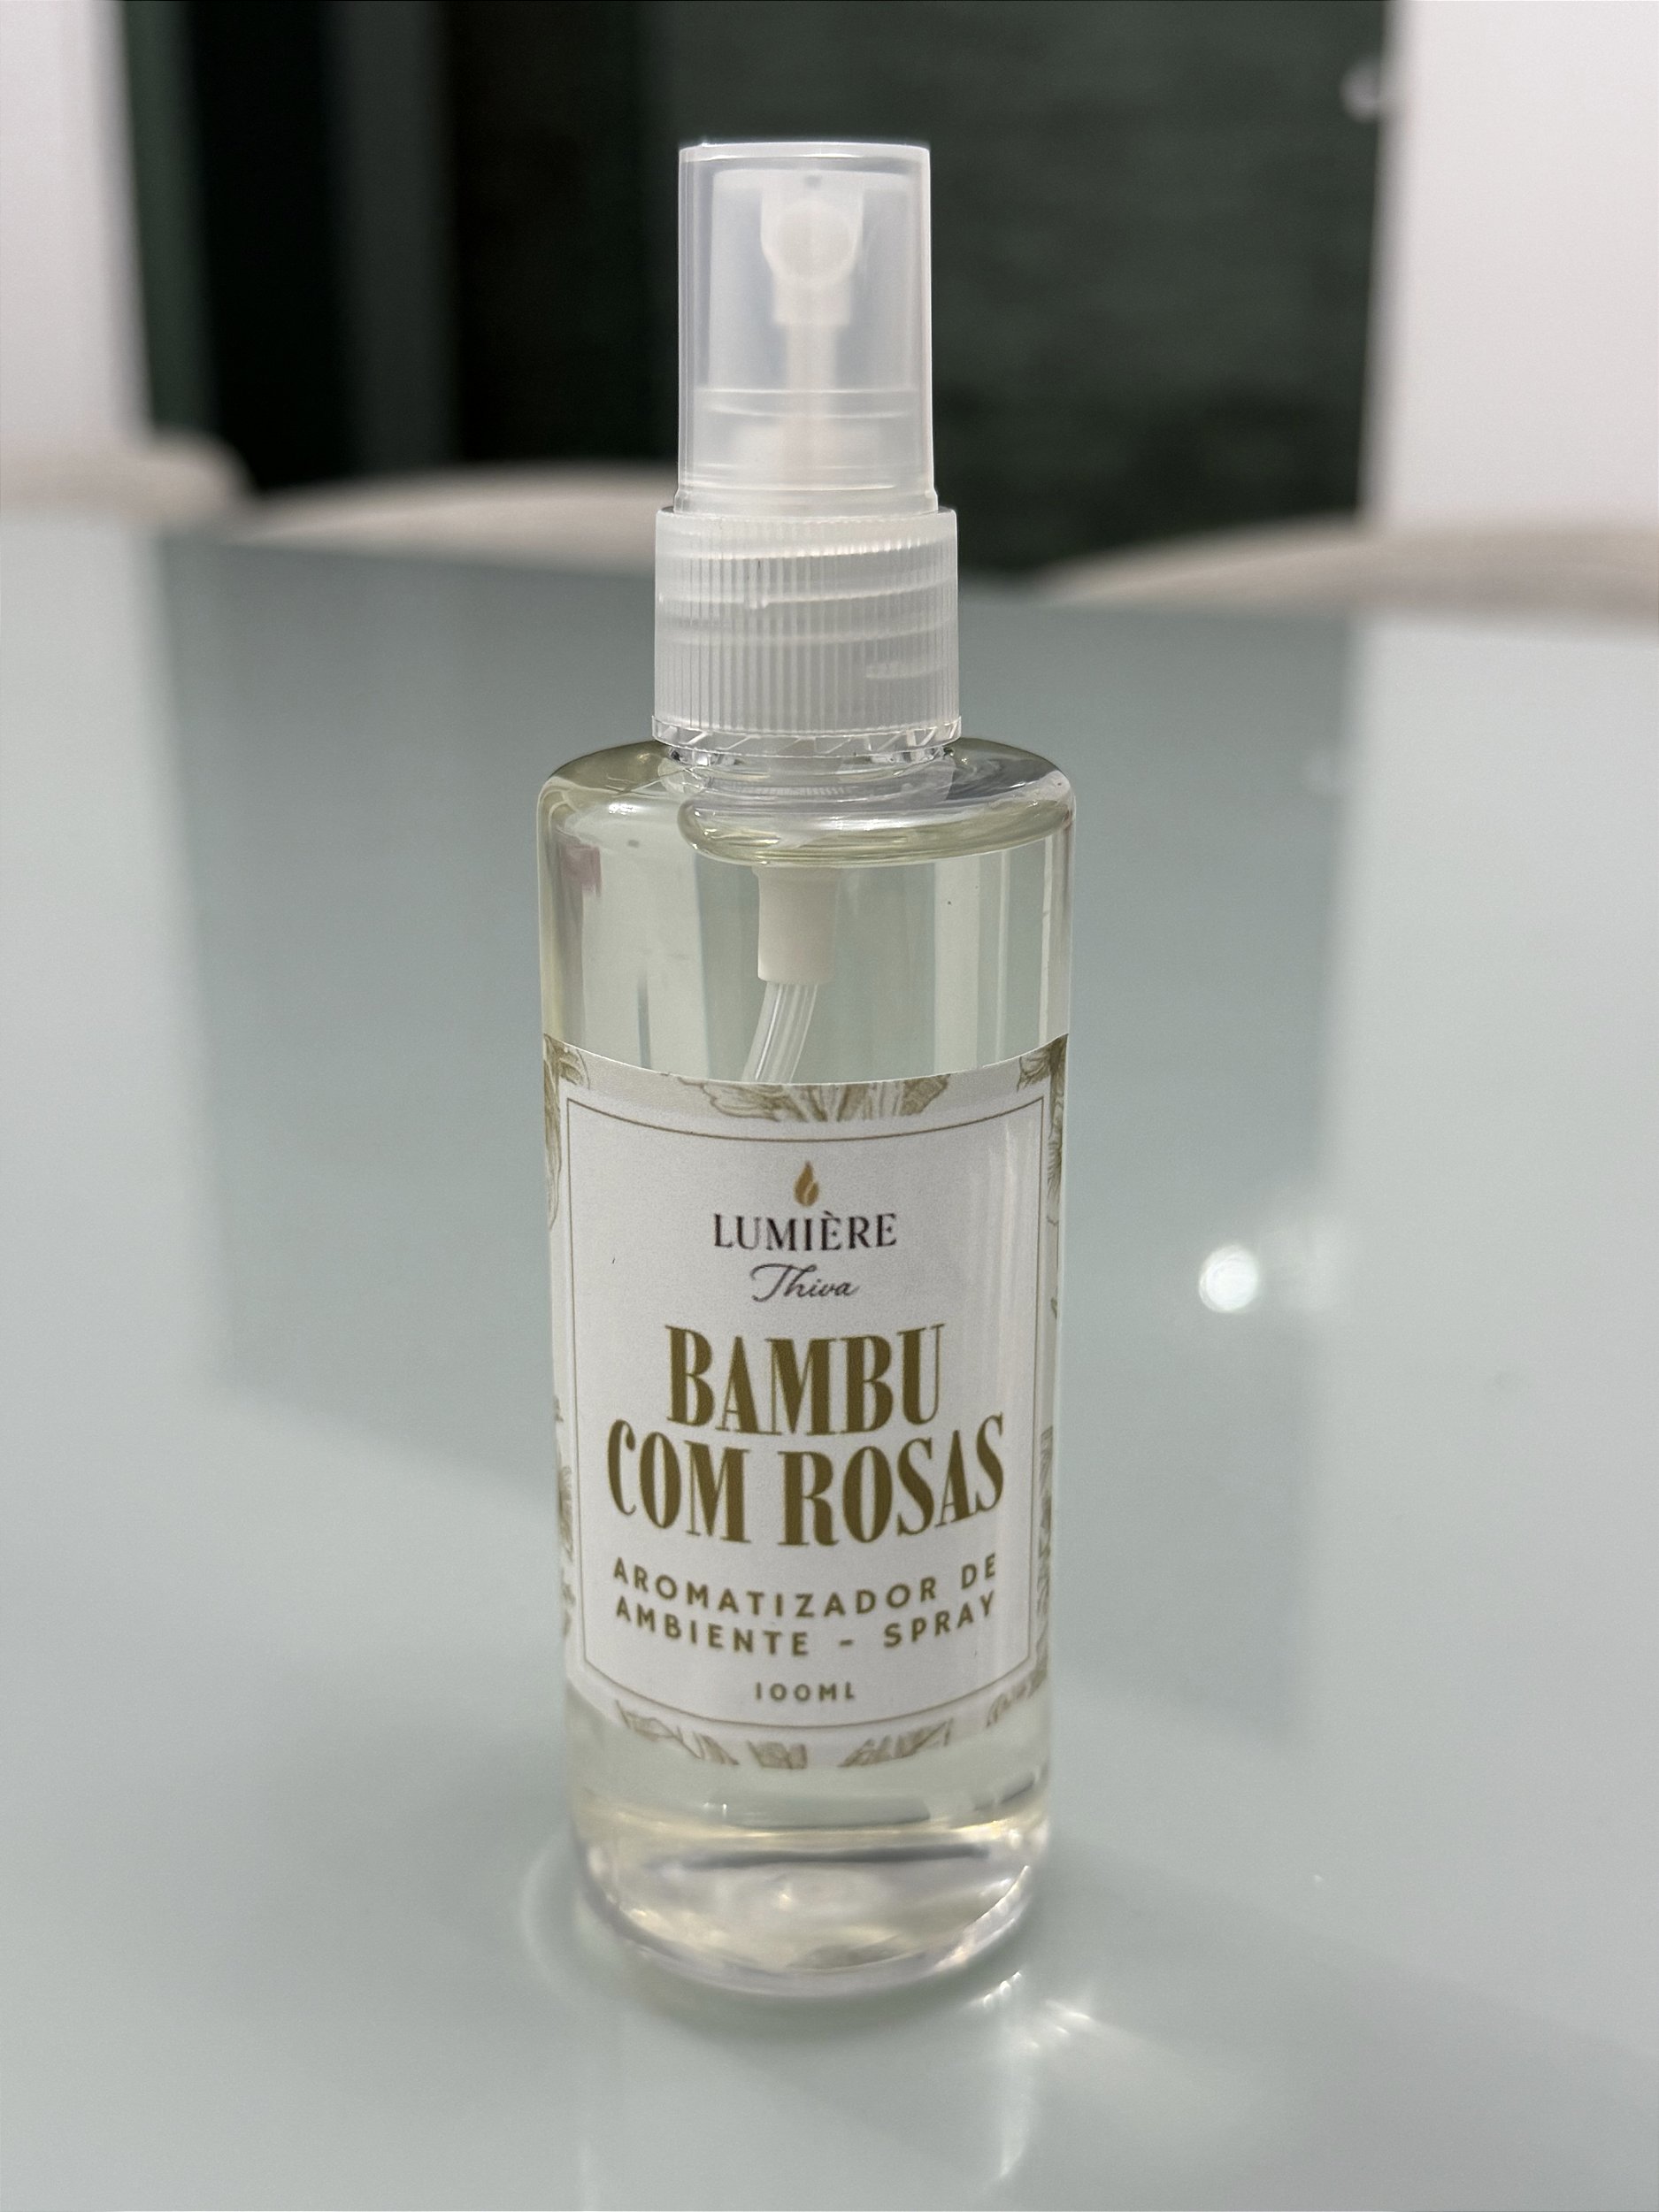 LUMIÈRE
Thiva
BAMBU
COM ROSAS
AROMATIZADOR DE
AMBIENTE - SPRAY
100ML